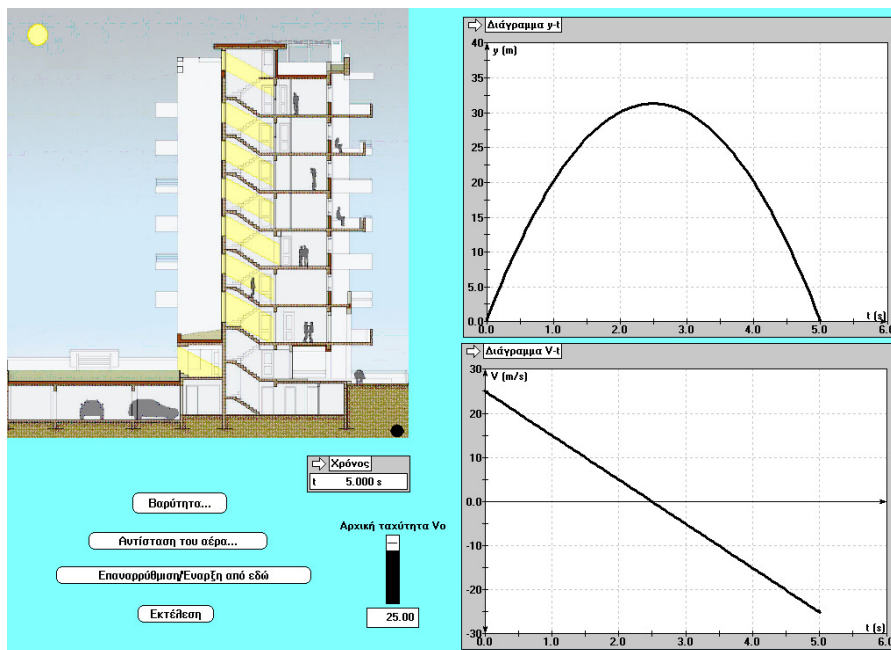 Διάγραμμα y-t
y (m)
40
35
30
25
20
15
10
5.0
0.0
0.0 1.0 2.0 3.0 4.0 5.0 6.0
t (s)
Διάγραμμα V-t
V (m/s)
30
20
10
0.0
-10
-20
-30
0.0 1.0 2.0 3.0 4.0 5.0 6.0
t (s)
Χρόνος
t 5.000 s
Βαρύτητα...
Αντίσταση του αέρα...
Επαναρρύθμιση/Έναρξη από εδώ
Εκτέλεση
Αρχική ταχύτητα Vo
25.00